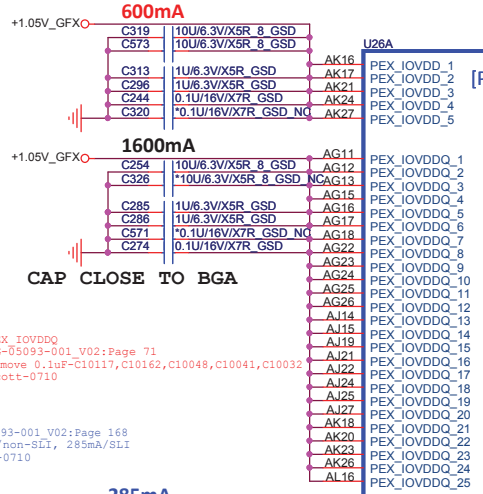 600mA
+1.05V_GFX
C319 10U/6.3V/X5R_8_GSD
C573 10U/6.3V/X5R_8_GSD
C313 1U/6.3V/X5R_GSD
C296 1U/6.3V/X5R_GSD
C244 0.1U/16V/X7R_GSD
C320 *0.1U/16V/X7R_GSD_NC
U26A
[P
AK16 PEX_IOVDD_1
AK17 PEX_IOVDD_2
AK21 PEX_IOVDD_3
AK24 PEX_IOVDD_4
AK27 PEX_IOVDD_5
1600mA
+1.05V_GFX
C254 10U/6.3V/X5R_8_GSD
C326 *10U/6.3V/X5R_8_GSD_NC
C285 1U/6.3V/X5R_GSD
C286 1U/6.3V/X5R_GSD
C571 *0.1U/16V/X7R_GSD_NC
C274 0.1U/16V/X7R_GSD
CAP CLOSE TO BGA
AG11 PEX_IOVDDQ_1
AG12 PEX_IOVDDQ_2
AG13 PEX_IOVDDQ_3
AG15 PEX_IOVDDQ_4
AG16 PEX_IOVDDQ_5
AG17 PEX_IOVDDQ_6
AG18 PEX_IOVDDQ_7
AG22 PEX_IOVDDQ_8
AG23 PEX_IOVDDQ_9
AG24 PEX_IOVDDQ_10
AG25 PEX_IOVDDQ_11
AG26 PEX_IOVDDQ_12
AJ14 PEX_IOVDDQ_13
AJ15 PEX_IOVDDQ_14
AJ19 PEX_IOVDDQ_15
AJ21 PEX_IOVDDQ_16
AJ22 PEX_IOVDDQ_17
AJ24 PEX_IOVDDQ_18
AJ25 PEX_IOVDDQ_19
AJ27 PEX_IOVDDQ_20
AK18 PEX_IOVDDQ_21
AK20 PEX_IOVDDQ_22
AK23 PEX_IOVDDQ_23
AK26 PEX_IOVDDQ_24
AL16 PEX_IOVDDQ_25
EX_IOVDDQ
-05093-001_V02:Page 71
move 0.1uF-C10117,C10162,C10048,C10041,C10032
ott-0710
93-001_V02:Page 168
non-SLI, 285mA/SLI
0710
285mA